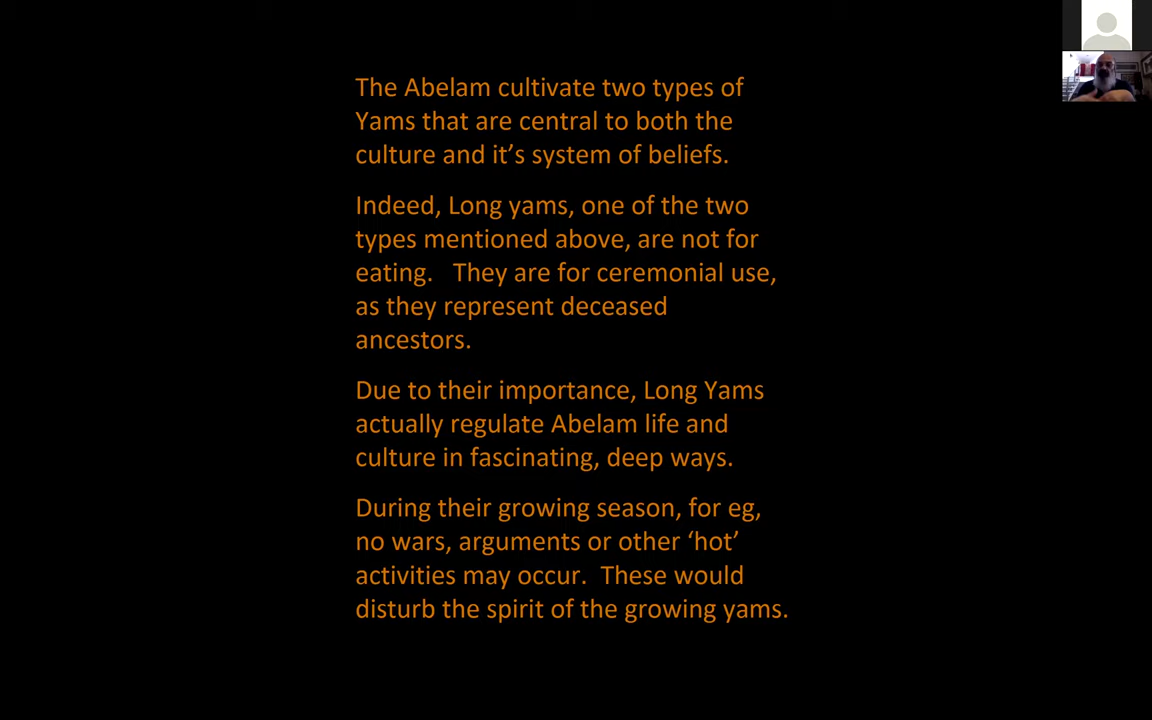 The Abelam cultivate two types of
Yams that are central to both the
culture and it’s system of beliefs.
Indeed, Long yams, one of the two
types mentioned above, are not for
eating.   They are for ceremonial use,
as they represent deceased
ancestors.
Due to their importance, Long Yams
actually regulate Abelam life and
culture in fascinating, deep ways.
During their growing season, for eg,
no wars, arguments or other ‘hot’
activities may occur.  These would
disturb the spirit of the growing yams.